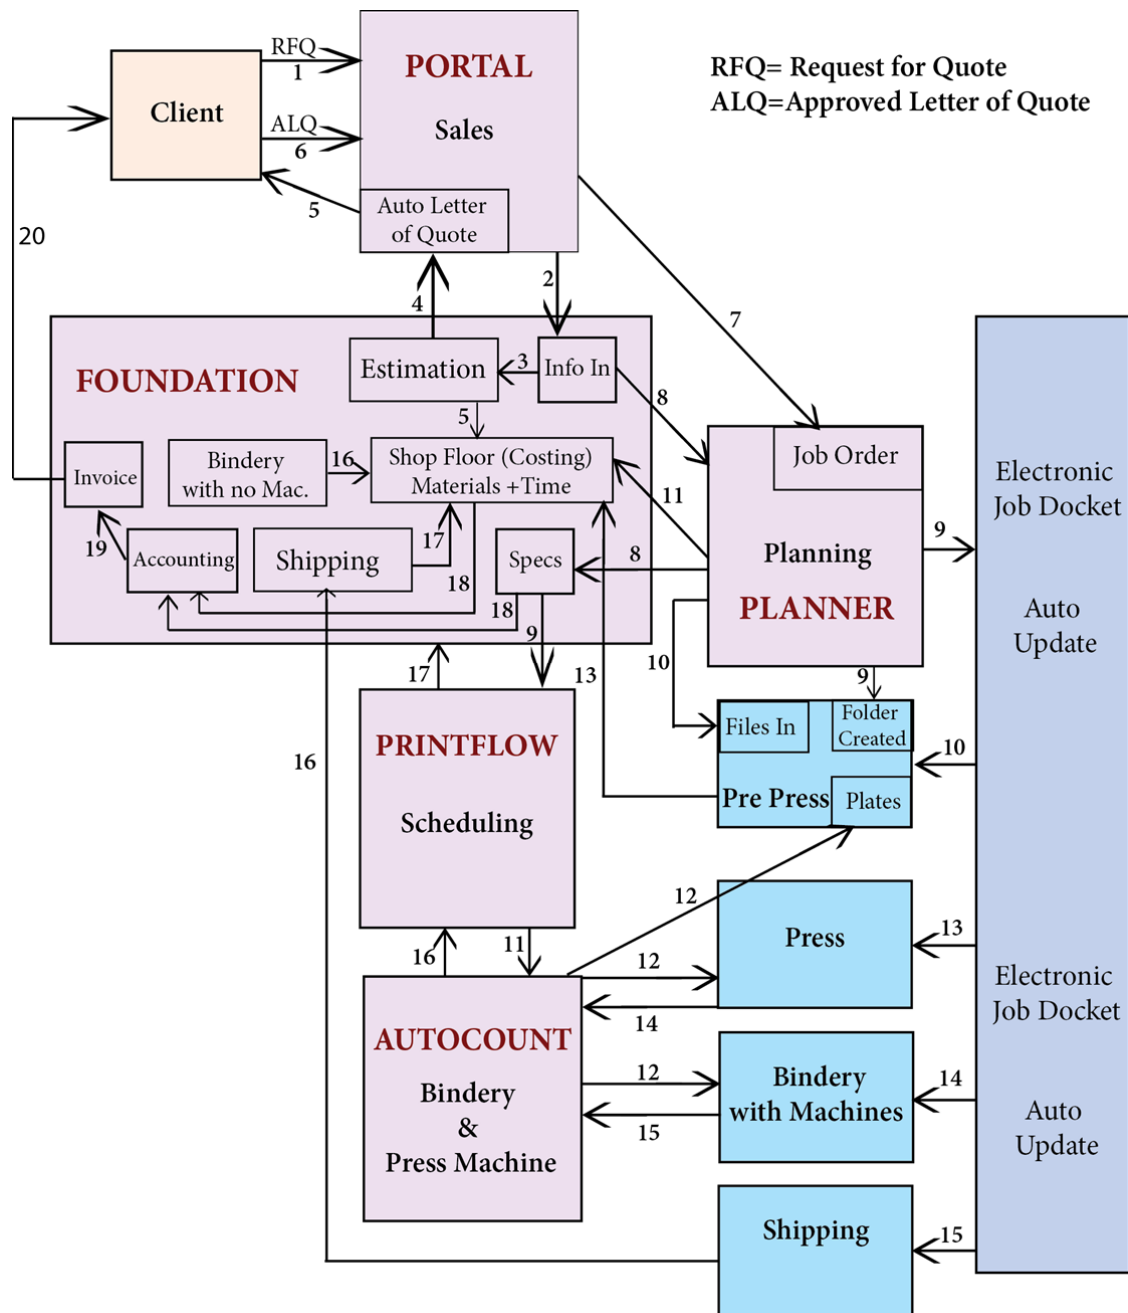 RFQ
1
PORTAL
RFQ= Request for Quote
ALQ=Approved Letter of Quote
Client
ALQ
6
Sales
5
Auto Letter
of Quote
20
4
2
7
FOUNDATION
Estimation
3
Info In
8
5
Invoice
Bindery
with no Mac.
16
Shop Floor (Costing)
Materials +Time
11
Job Order
Electronic
Job Docket
19
Accounting
Shipping
17
18
Specs
8
Planning
9
18
9
PLANNER
Auto
Update
17
13
10
9
PRINTFLOW
Files In
Folder
Created
10
16
Scheduling
Pre Press
Plates
12
16
11
12
Press
13
14
Electronic
Job Docket
AUTOCOUNT
Bindery
&
Press Machine
12
15
Bindery
with Machines
14
Auto
Update
Shipping
15